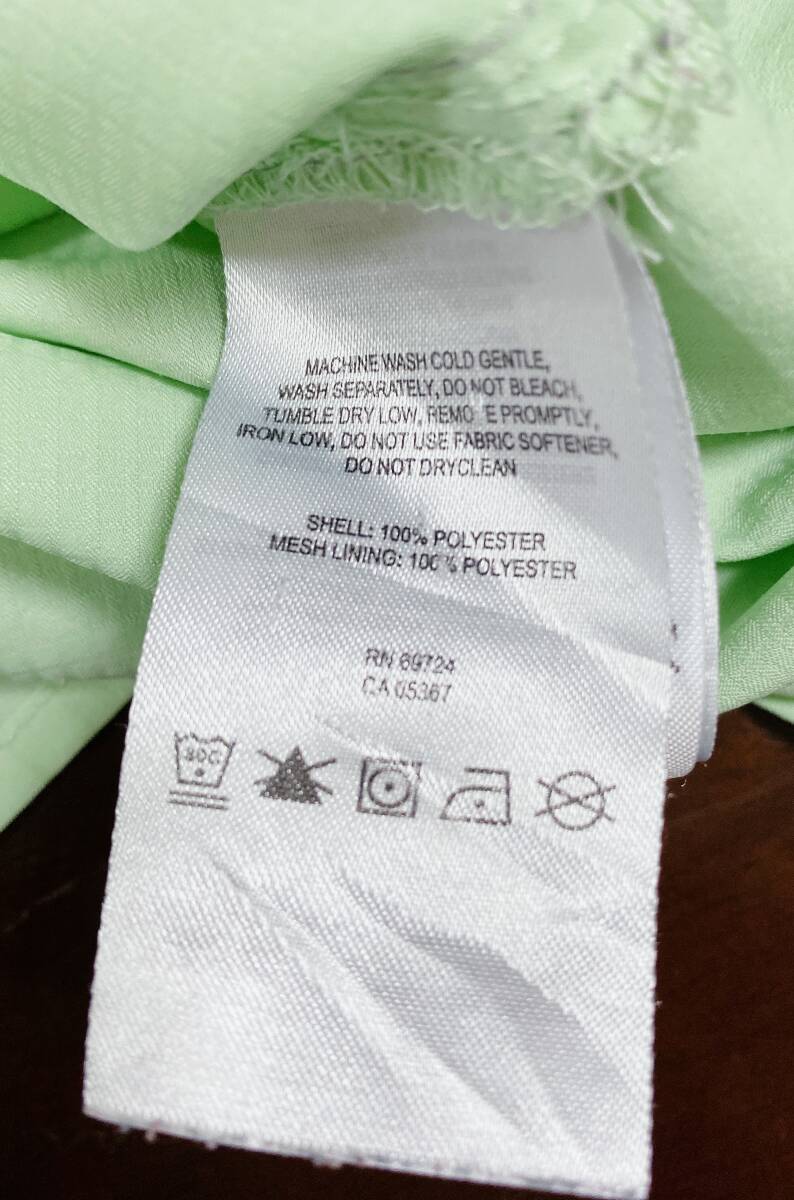 MACHINE WASH COLD GENTLE,
WASH SEPARATELY, DO NOT BLEACH,
TUMBLE DRY LOW, REMO E PROMPTLY,
IRON LOW, DO NOT USE FABRIC SOFTENER,
DO NOT DRYCLEAN
SHELL: 100% POLYESTER
MESH LINING: 100% POLYESTER
RN 69724
CA 05367
30C